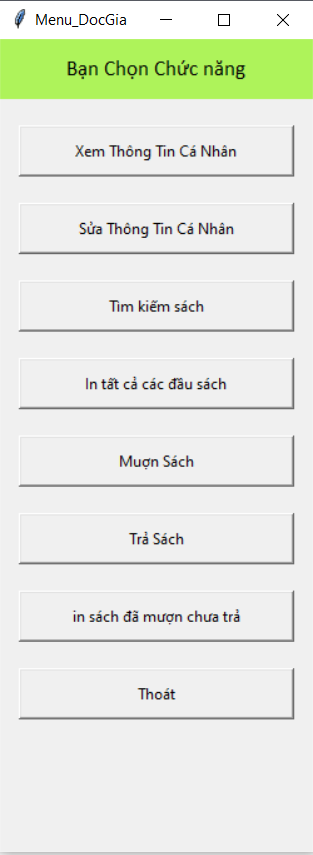 Menu_DocGia
Bạn Chọn Chức năng
Xem Thông Tin Cá Nhân
Sửa Thông Tin Cá Nhân
Tìm kiếm sách
In tất cả các đầu sách
Muợn Sách
Trả Sách
in sách đã mượn chưa trả
Thoát